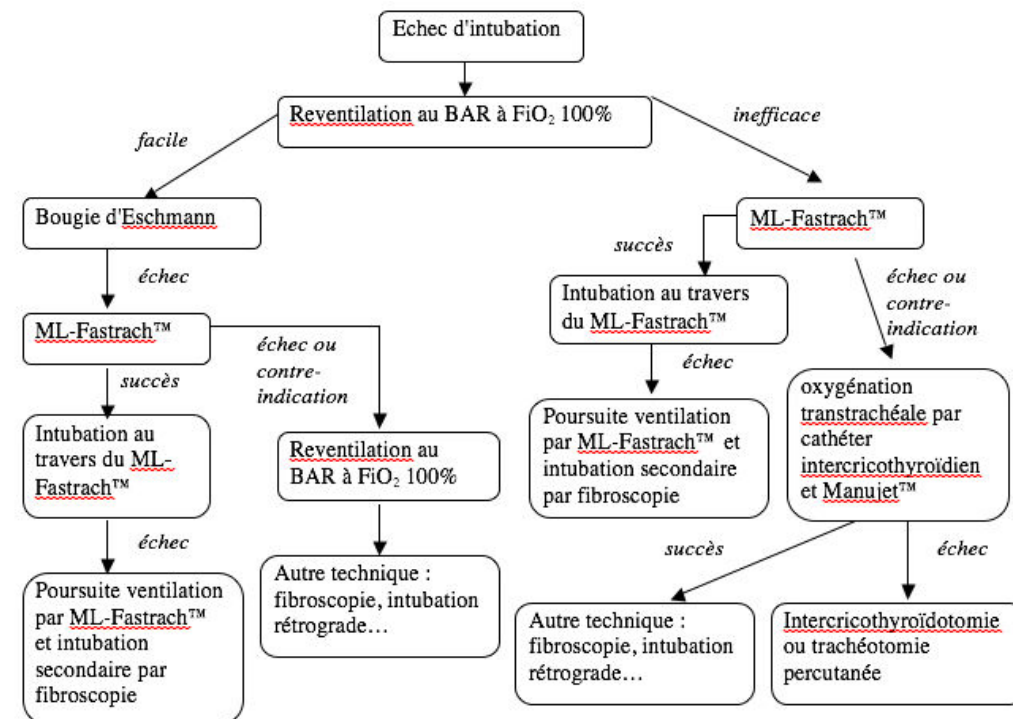 Echec d'intubation
Reventilation au BAR à FiO₂ 100%
facile
inefficace
Bougie d'Eschmann
ML-Fastrach™
succès
échec
Intubation au travers
du ML-Fastrach™
échec ou
contre-
indication
ML-Fastrach™
échec ou
contre-
indication
échec
succès
oxygénation
transtrachéale par
cathéter
intercricothyroïdien
et Manujet™
Poursuite ventilation
par ML-Fastrach™ et
intubation secondaire
par fibroscopie
Intubation au
travers du ML-
Fastrach™
Reventilation au
BAR à FiO₂ 100%
échec
succès
échec
Autre technique :
fibroscopie, intubation
rétrograde…
Poursuite ventilation
par ML-Fastrach™
et intubation
secondaire par
fibroscopie
Autre technique :
fibroscopie, intubation
rétrograde…
Intercricothyroïdotomie
ou trachéotomie
percutanée